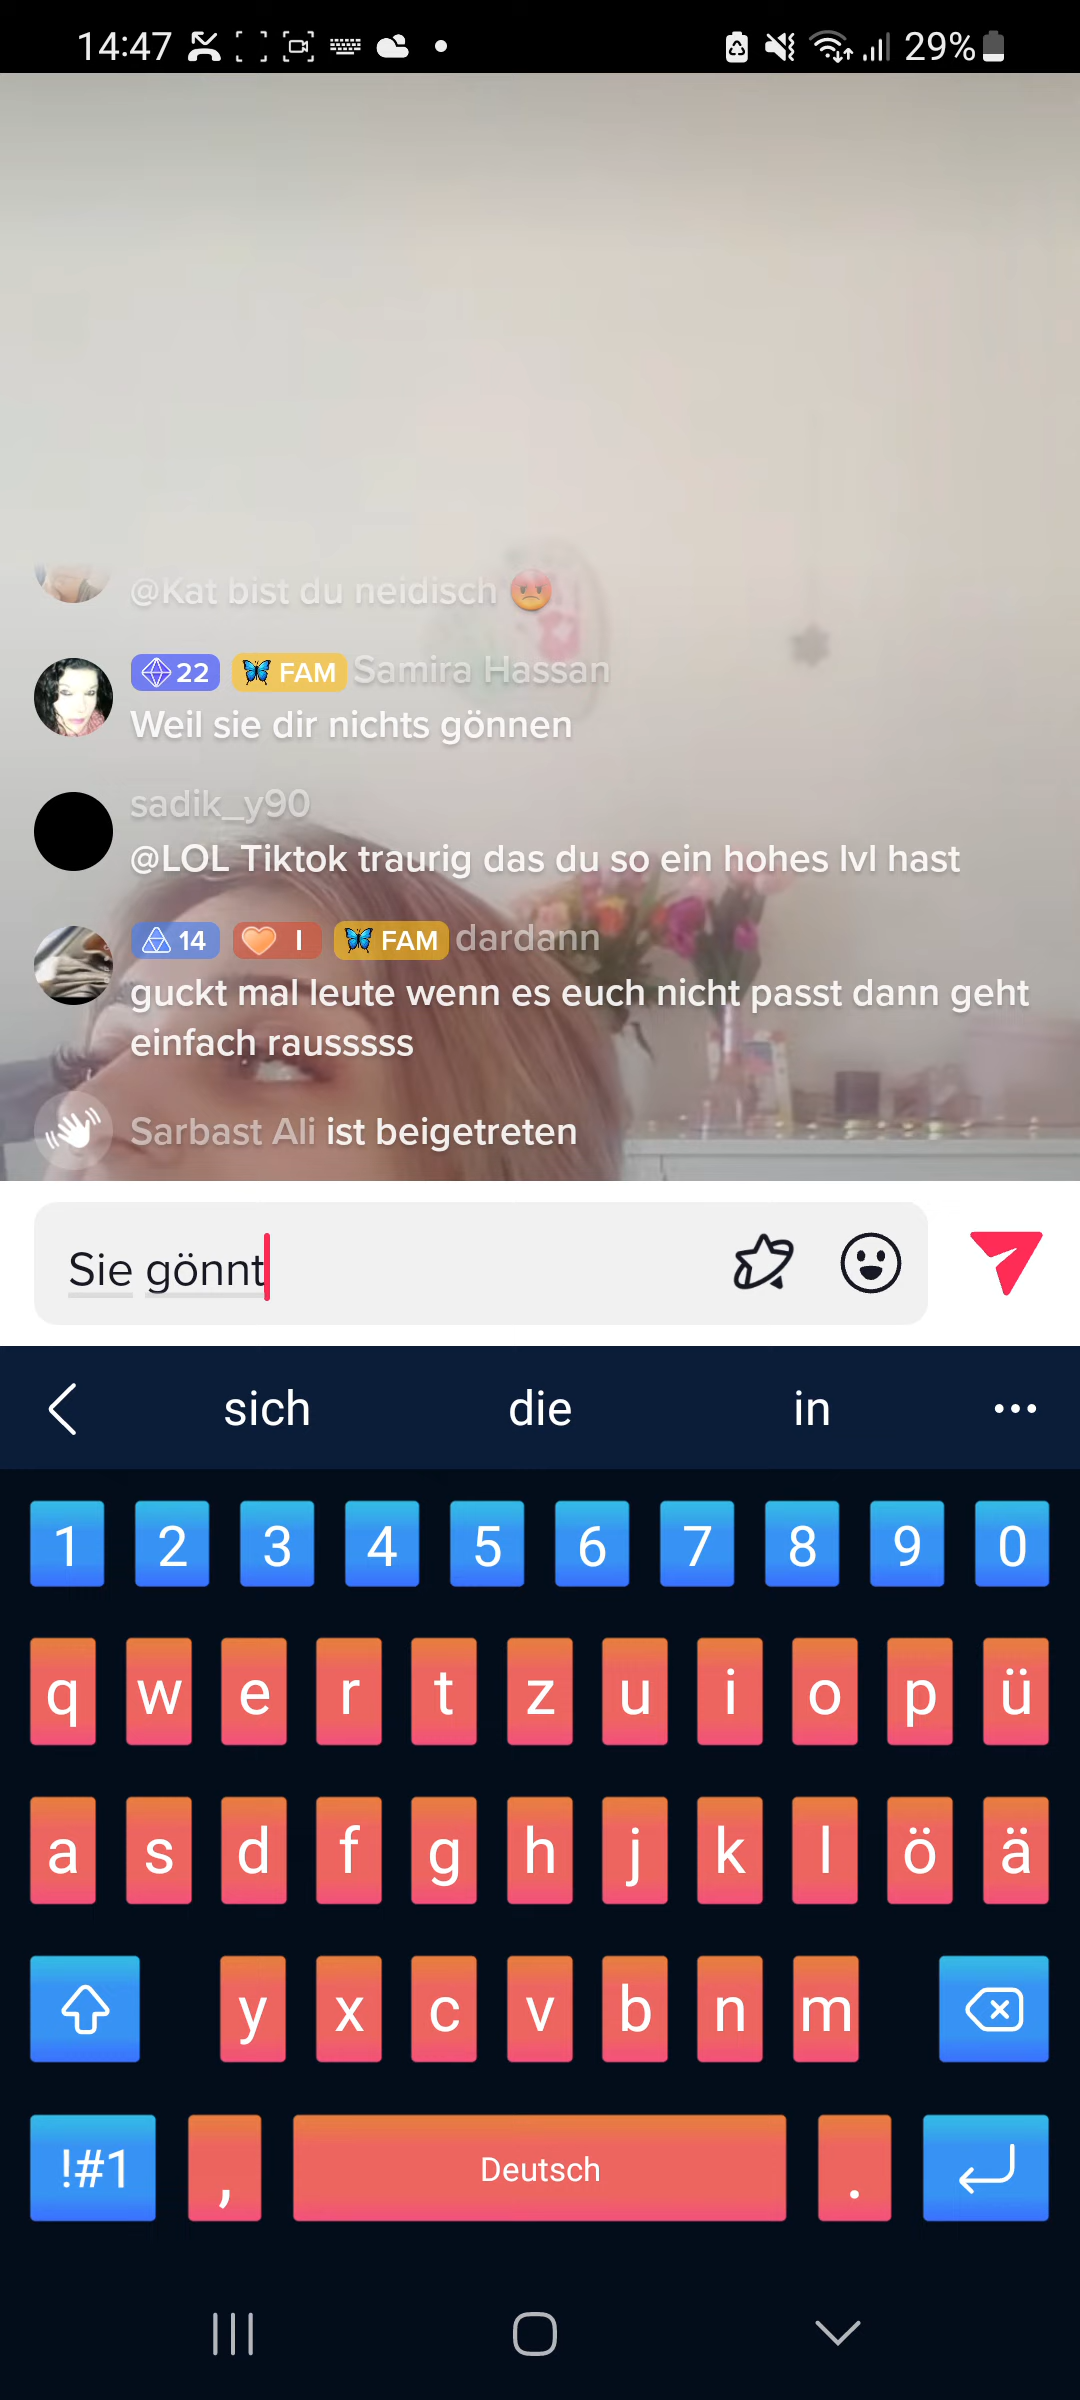 14:47
29%
@Kat bist du neidisch 😡
22 FAM Samira Hassan
Weil sie dir nichts gönnen
sadik_y90
@LOL Tiktok traurig das du so ein hohes lvl hast
14 I FAM dardann
guckt mal leute wenn es euch nicht passt dann geht
einfach rausssss
Sarbast Ali ist beigetreten
Sie gönnt
sich die in
1 2 3 4 5 6 7 8 9 0
q w e r t z u i o p ü
a s d f g h j k l ö ä
y x c v b n m
!#1 , Deutsch .